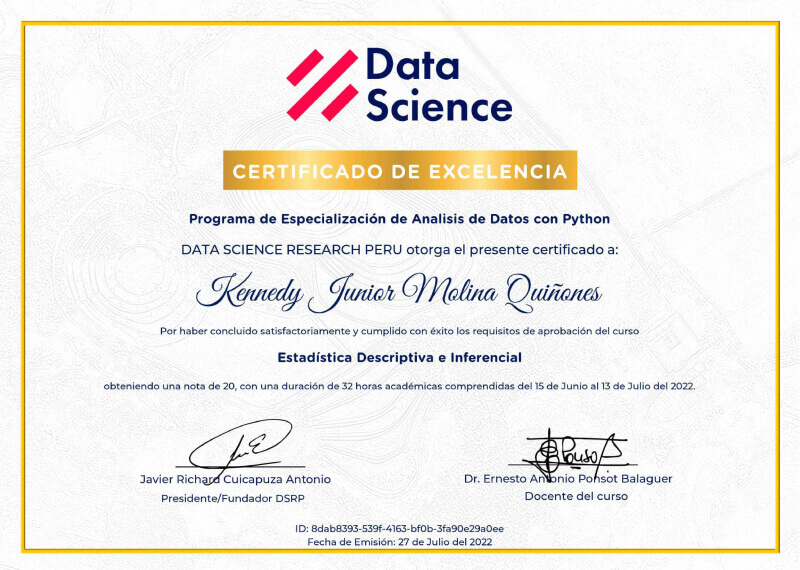 Data
Science
CERTIFICADO DE EXCELENCIA
Programa de Especialización de Analisis de Datos con Python
DATA SCIENCE RESEARCH PERU otorga el presente certificado a:
Kennedy Junior Molina Quiñones
Por haber concluido satisfactoriamente y cumplido con éxito los requisitos de aprobación del curso
Estadística Descriptiva e Inferencial
obteniendo una nota de 20, con una duración de 32 horas académicas comprendidas del 15 de Junio al 13 de Julio del 2022.
Javier Richard Cuicapuza Antonio
Presidente/Fundador DSRP
Dr. Ernesto Antonio Ponsot Balaguer
Docente del curso
ID: 8dab8393-539f-4163-bf0b-3fa90e29a0ee
Fecha de Emisión: 27 de Julio del 2022